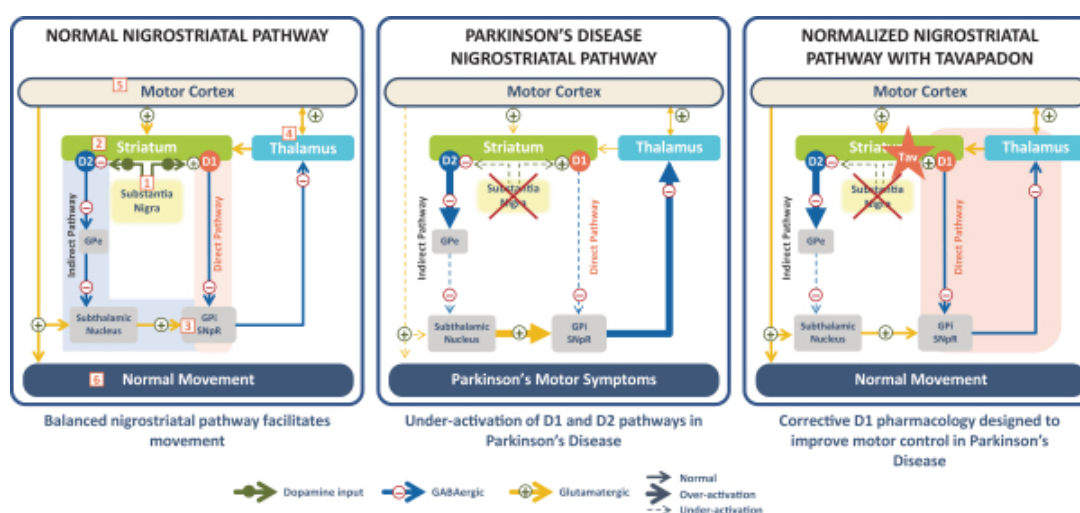 NORMAL NIGROSTRIATAL PATHWAY
5
Motor Cortex
2
Striatum
4
Thalamus
D2
D1
1
Substantia
Nigra
Indirect Pathway
GPe
Direct Pathway
Subthalamic
Nucleus
3
GPi
SNpR
6
Normal Movement
Balanced nigrostriatal pathway facilitates
movement
PARKINSON'S DISEASE
NIGROSTRIATAL PATHWAY
Motor Cortex
Striatum
Thalamus
D2
D1
Substantia
Nigra
Indirect Pathway
GPe
Direct Pathway
Subthalamic
Nucleus
GPi
SNpR
Parkinson's Motor Symptoms
Under-activation of D1 and D2 pathways in
Parkinson's Disease
NORMALIZED NIGROSTRIATAL
PATHWAY WITH TAVAPADON
Motor Cortex
Striatum
Tav
Thalamus
D2
D1
Substantia
Nigra
Indirect Pathway
GPe
Direct Pathway
Subthalamic
Nucleus
GPi
SNpR
Normal Movement
Corrective D1 pharmacology designed to
improve motor control in Parkinson's
Disease
Dopamine input
GABAergic
Glutamatergic
Normal
Over-activation
Under-activation